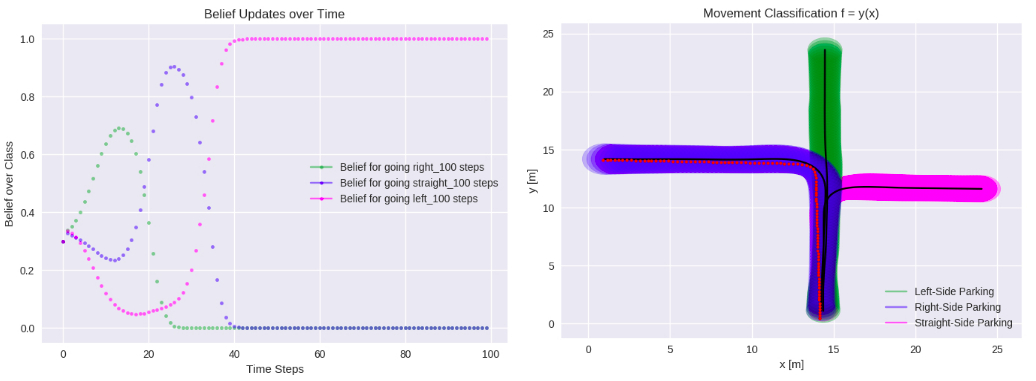 Belief Updates over Time
Belief over Class
1.0
0.8
0.6
0.4
0.2
0.0
Belief for going right_100 steps
Belief for going straight_100 steps
Belief for going left_100 steps
0
20
40
60
80
100
Time Steps
Movement Classification f = y(x)
y [m]
25
20
15
10
5
0
Left-Side Parking
Right-Side Parking
Straight-Side Parking
0
5
10
15
20
25
x [m]